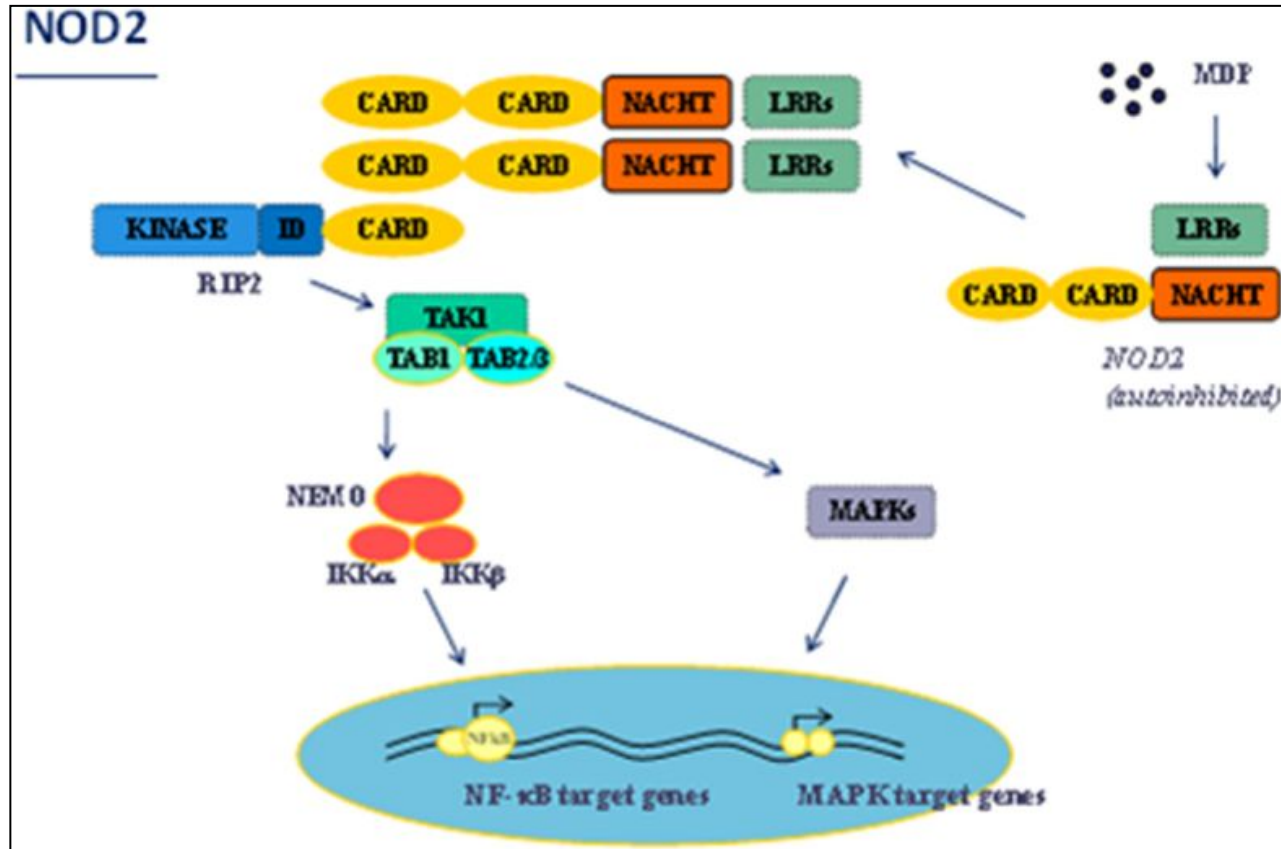 NOD2
CARD CARD NACHT LRRs
MDP
CARD CARD NACHT LRRs
KINASE ID CARD
LRRs
RIP2
CARD CARD NACHT
TAK1
TAB1 TAB2/3
NOD2
(autoinhibited)
NEMO
MAPKs
IKKα IKKβ
NFκB
NF-κB target genes
MAPK target genes